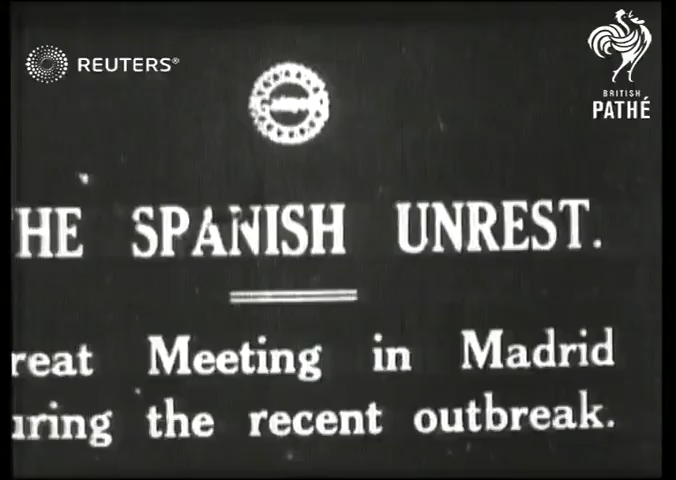 REUTERS
BRITISH
PATHÉ
HE SPANISH UNREST.
reat Meeting in Madrid
uring the recent outbreak.